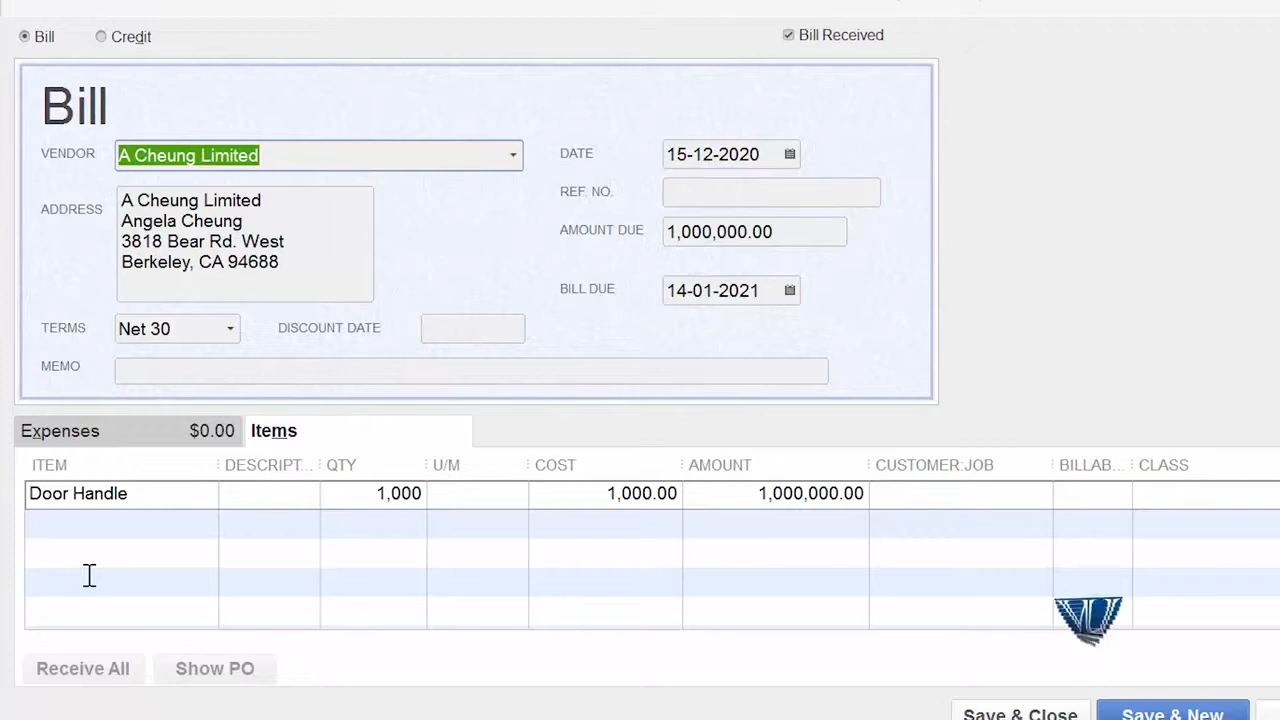 Bill
Credit
Bill Received
Bill
VENDOR
A Cheung Limited
DATE
15-12-2020
REF. NO.
ADDRESS
A Cheung Limited
Angela Cheung
3818 Bear Rd. West
Berkeley, CA 94688
AMOUNT DUE
1,000,000.00
BILL DUE
14-01-2021
TERMS
Net 30
DISCOUNT DATE
MEMO
Expenses $0.00
Items
ITEM DESCRIPT... QTY U/M COST AMOUNT CUSTOMER:JOB BILLAB... CLASS
Door Handle 1,000 1,000.00 1,000,000.00
Receive All
Show PO
Save & Close
Save & New